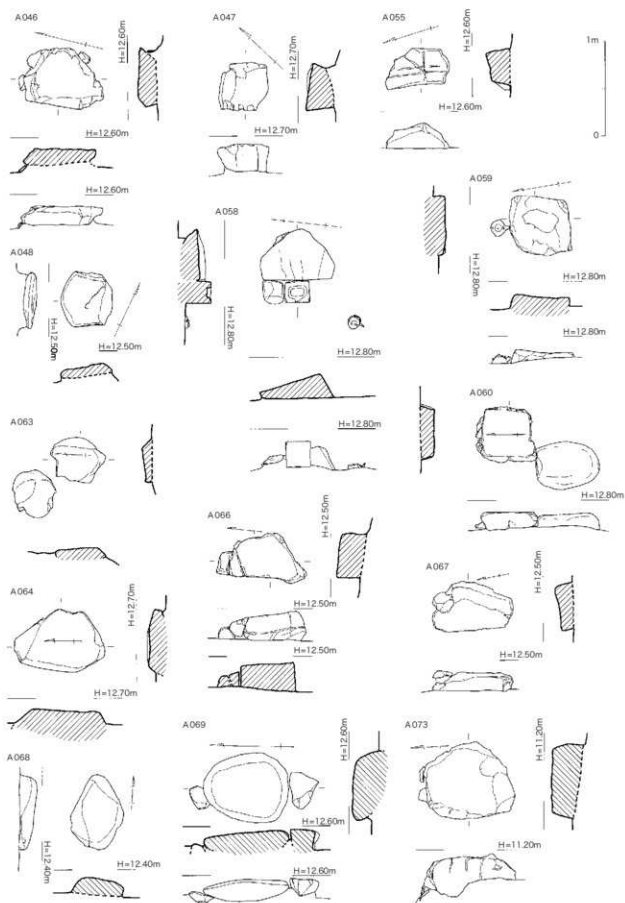 A046
H=12.60m
H=12.60m
H=12.60m
A047
H=12.70m
H=12.70m
A055
H=12.60m
H=12.60m
1m
0
A048
H=12.50m
H=12.50m
A058
H=12.80m
H=12.80m
H=12.80m
A059
H=12.80m
H=12.80m
H=12.80m
A060
H=12.80m
A063
A066
H=12.50m
H=12.50m
H=12.50m
A064
H=12.70m
H=12.70m
A067
H=12.50m
H=12.50m
A068
H=12.40m
H=12.40m
A069
H=12.60m
H=12.60m
H=12.60m
A073
H=11.20m
H=11.20m